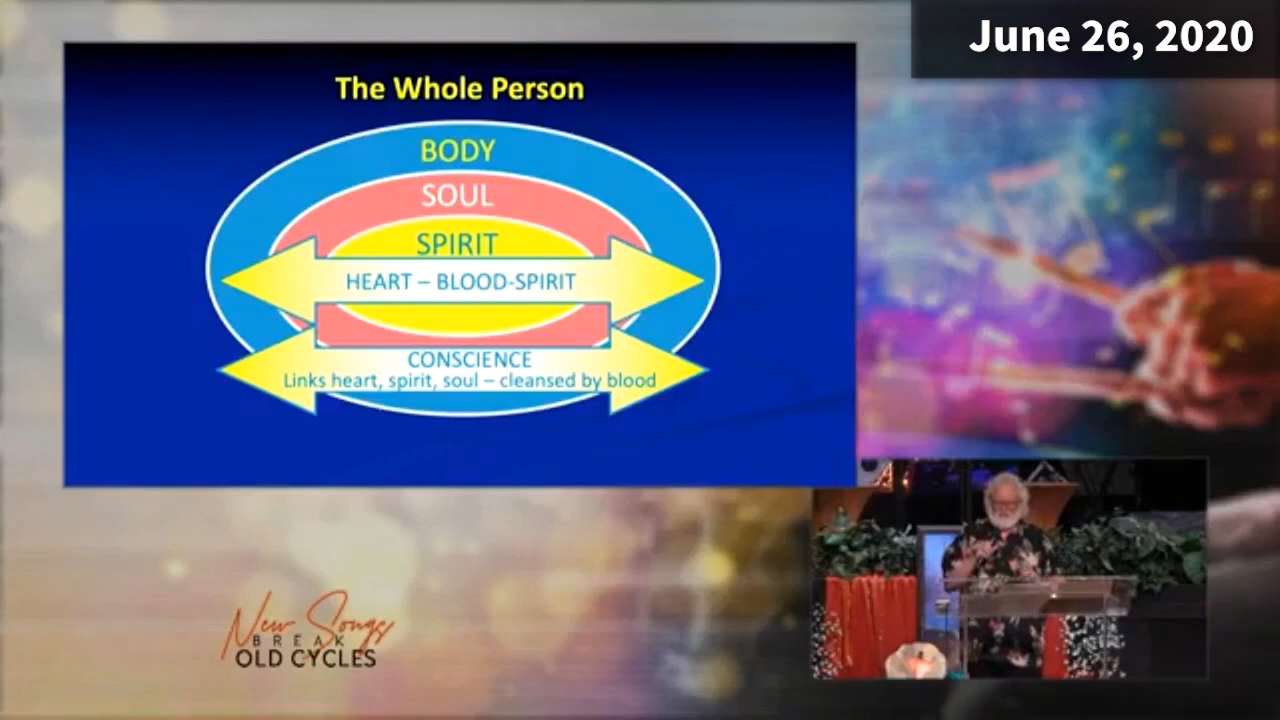 June 26, 2020
The Whole Person
BODY
SOUL
SPIRIT
HEART – BLOOD-SPIRIT
CONSCIENCE
Links heart, spirit, soul – cleansed by blood
New Songs
BREAK
OLD CYCLES